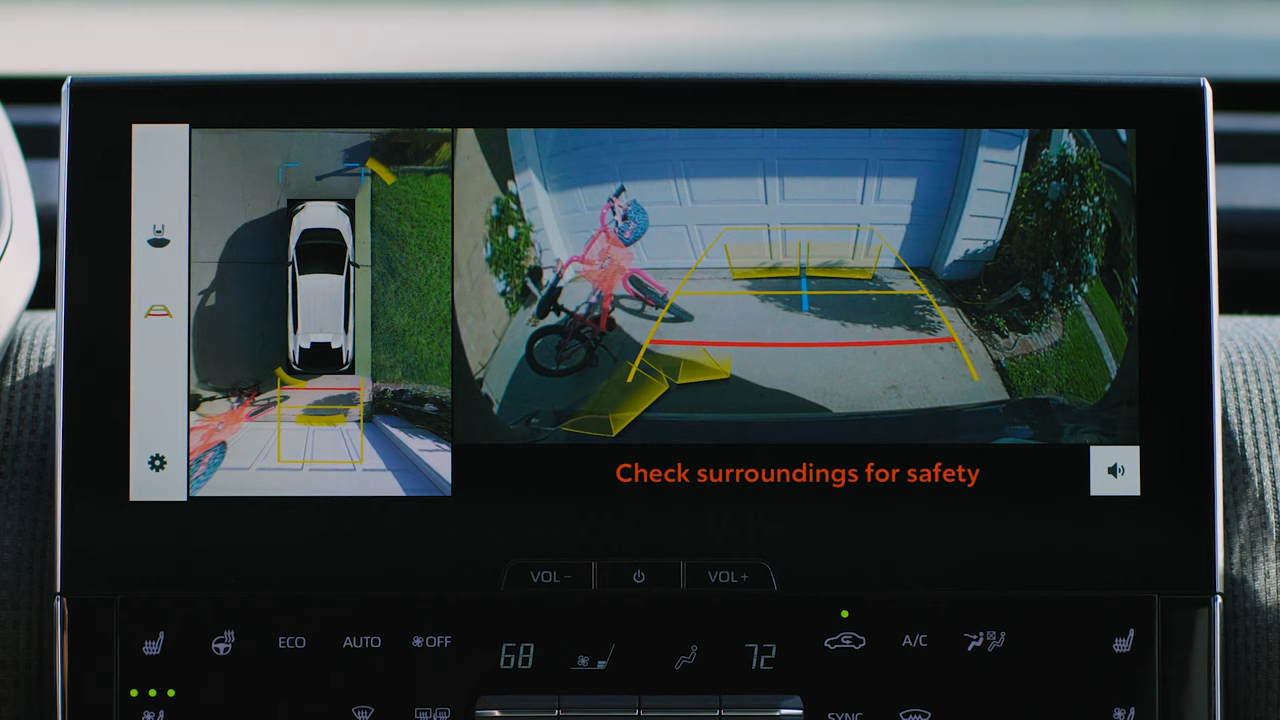 Check surroundings for safety
VOL-
VOL+
ECO
AUTO
OFF
68
72
A/C
SYNC